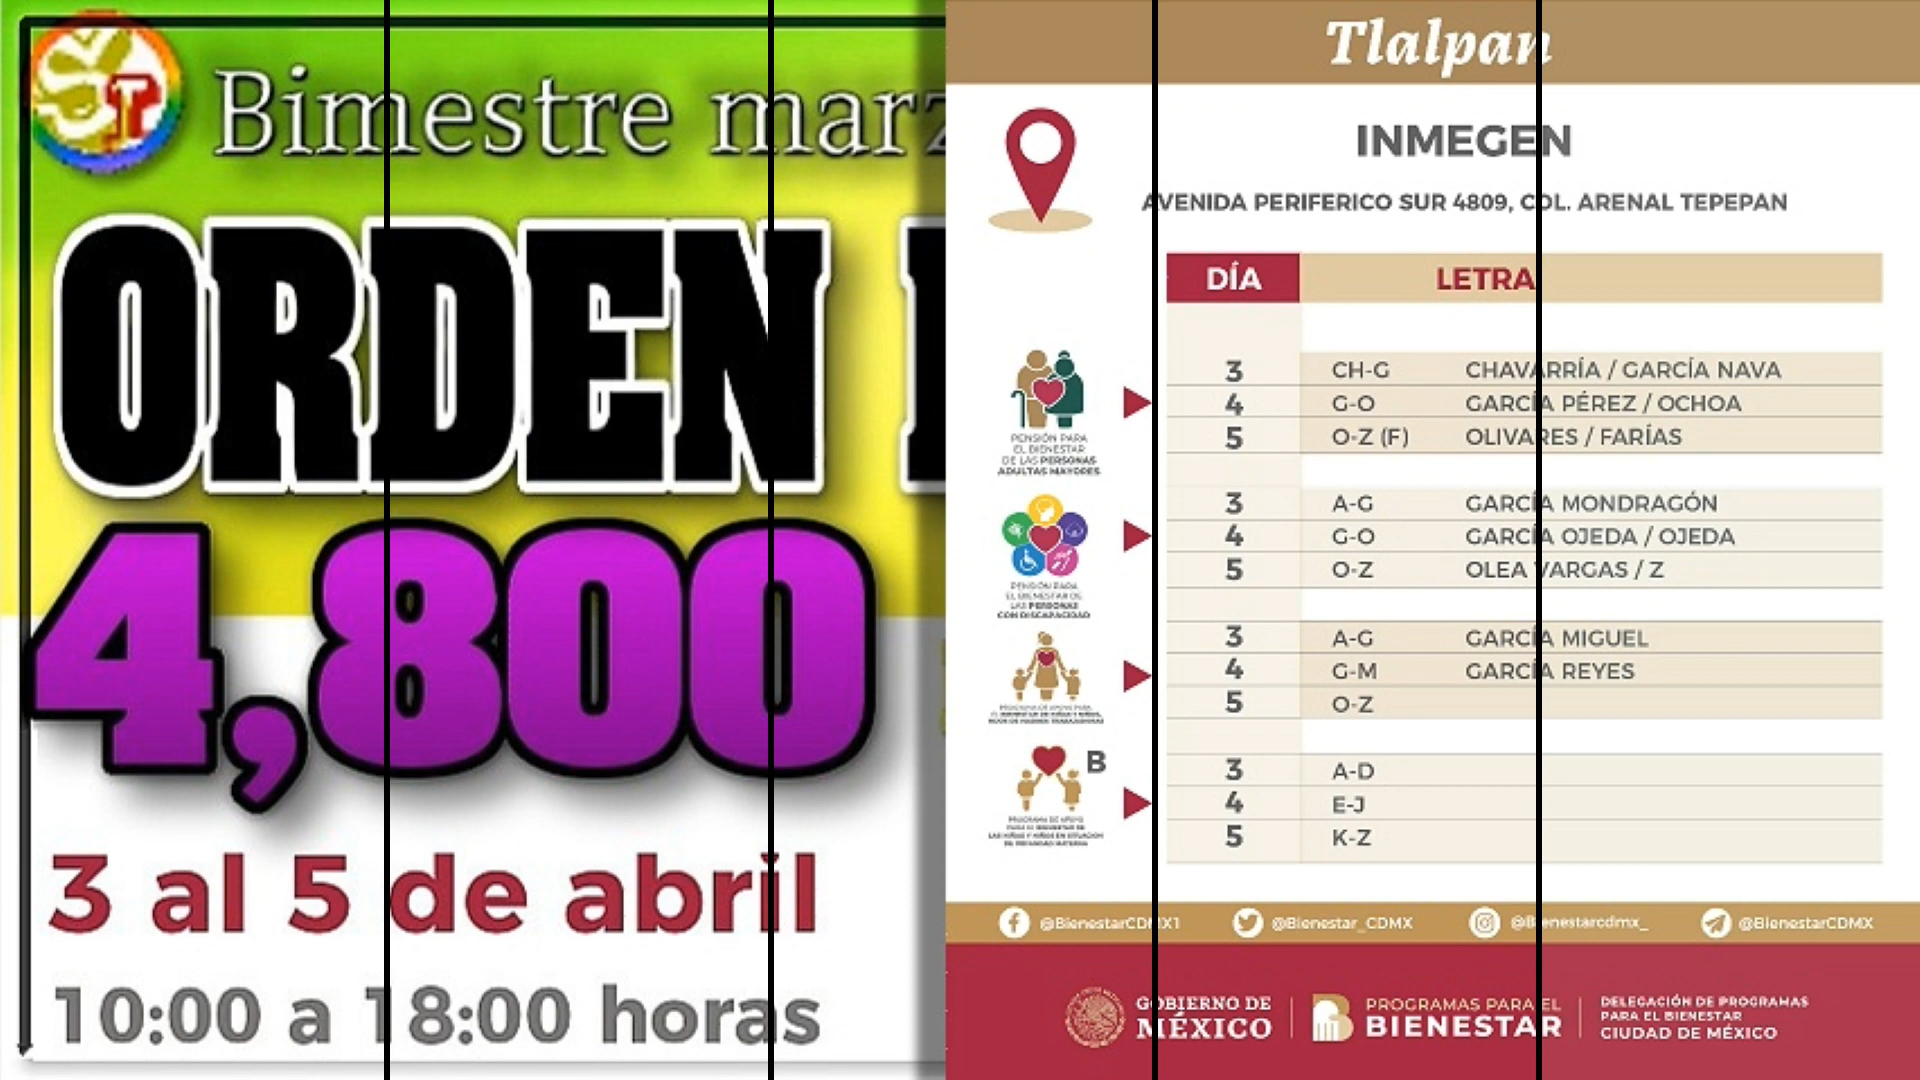 Bimestre marz
ORDEN
4,800
3 al 5 de abril
10:00 a 18:00 horas
Tlalpan
INMEGEN
AVENIDA PERIFERICO SUR 4809, COL. ARENAL TEPEPAN
DÍA LETRA
PENSIÓN PARA
EL BIENESTAR
DE LAS PERSONAS
ADULTAS MAYORES
3 CH-G CHAVARRÍA / GARCÍA NAVA
4 G-O GARCÍA PÉREZ / OCHOA
5 O-Z (F) OLIVARES / FARÍAS
PENSIÓN PARA
EL BIENESTAR DE
LAS PERSONAS
CON DISCAPACIDAD
3 A-G GARCÍA MONDRAGÓN
4 G-O GARCÍA OJEDA / OJEDA
5 O-Z OLEA VARGAS / Z
3 A-G GARCÍA MIGUEL
4 G-M GARCÍA REYES
5 O-Z
B
3 A-D
4 E-J
5 K-Z
@BienestarCDMX1 @Bienestar_CDMX @Bienestarcdmx_ @BienestarCDMX
GOBIERNO DE
MÉXICO
PROGRAMAS PARA EL
BIENESTAR
DELEGACIÓN DE PROGRAMAS
PARA EL BIENESTAR
CIUDAD DE MÉXICO